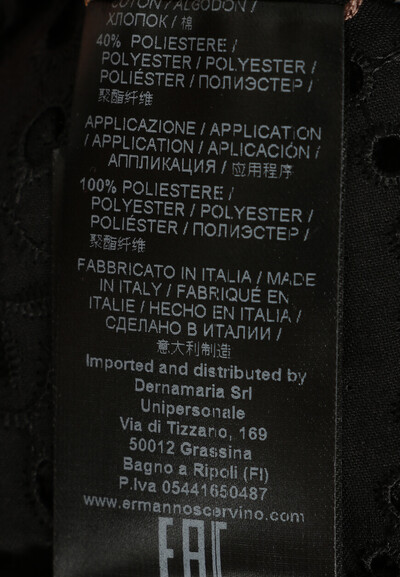 COTON / ALGODÓN /
ХЛОПОК / 棉
40% POLIESTERE /
POLYESTER / POLYESTER /
POLIÉSTER / ПОЛИЭСТЕР /
聚酯纤维
APPLICAZIONE / APPLICATION
/ APPLICATION / APLICACIÓN /
АППЛИКАЦИЯ / 应用程序
100% POLIESTERE /
POLYESTER / POLYESTER /
POLIÉSTER / ПОЛИЭСТЕР /
聚酯纤维
FABBRICATO IN ITALIA / MADE
IN ITALY / FABRIQUÉ EN
ITALIE / HECHO EN ITALIA /
СДЕЛАНО В ИТАЛИИ /
意大利制造
Imported and distributed by
Dernamaria Srl
Unipersonale
Via di Tizzano, 169
50012 Grassina
Bagno a Ripoli (FI)
P.Iva 05441650487
www.ermannoscervino.com
EAC